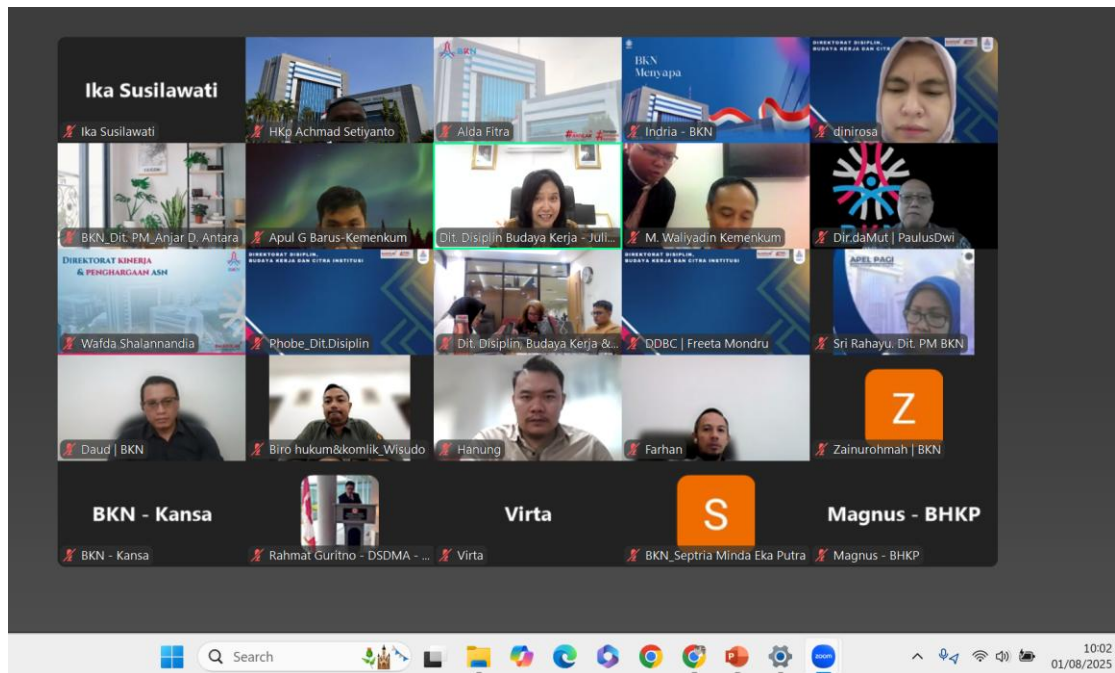 Ika Susilawati
Ika Susilawati
HKp Achmad Setiyanto
BKN
Alda Fitra
BKN
Menyapa
Indria - BKN
DIREKTORAT DISIPLIN,
dinirosa
BKN_Dit. PM_Anjar D. Antara
Apul G Barus-Kemenkum
Dit. Disiplin Budaya Kerja - Juli...
M. Waliyadin Kemenkum
Dir.daMut | PaulusDwi
DIREKTORAT KINERJA
& PENGHARGAAN ASN
Wafda Shalannandia
DIREKTORAT DISIPLIN,
BUDAYA KERJA DAN CITRA INSTITUSI
Phobe_Dit.Disiplin
Dit. Disiplin, Budaya Kerja &...
DIREKTORAT DISIPLIN,
BUDAYA KERJA DAN CITRA INSTITUSI
DDBC | Freeta Mondru
APEL PAGI
Sri Rahayu. Dit. PM BKN
Daud | BKN
Biro hukum&komlik_Wisudo
Hanung
Farhan
Z
Zainurohmah | BKN
BKN - Kansa
BKN - Kansa
Rahmat Guritno - DSDMA - ...
Virta
Virta
S
BKN_Septria Minda Eka Putra
Magnus - BHKP
Magnus - BHKP
Search
zoom
10:02
01/08/2025